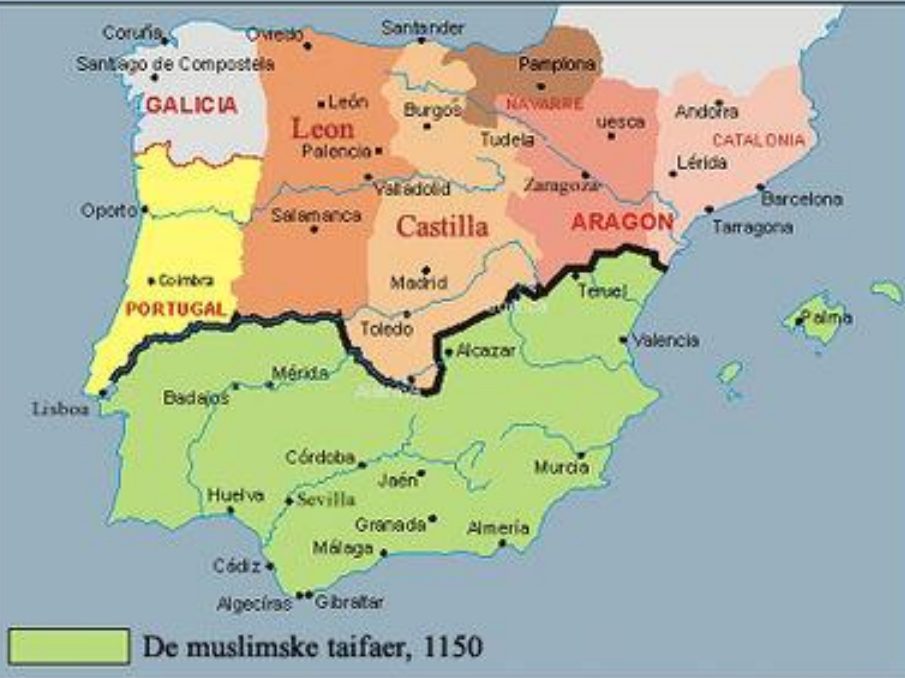 Coruña
Oviedo
Santander
Santiago de Compostela
Pamplona
GALICIA
León
Burgos
NAVARRE
Andorra
Leon
uesca
CATALONIA
Palencia
Tudela
Lérida
Valladolid
Zaragoza
Barcelona
Oporto
Salamanca
Castilla
ARAGON
Tarragona
Coimbra
Madrid
PORTUGAL
Teruel
Toledo
Palma
Alcazar
Valencia
Mérida
Badajos
Lisboa
Córdoba
Jaén
Murcia
Huelva
Sevilla
Granada
Almería
Málaga
Cádiz
Algecíras
Gibraltar
De muslimske taifaer, 1150